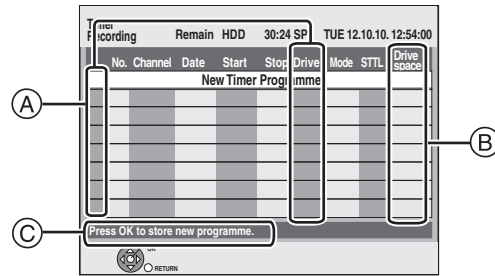 Timer
Recording Remain HDD 30:24 SP TUE 12.10.10. 12:54:00
No. Channel Date Start Stop Drive Mode STTL Drive space
New Timer Programme
A
B
C
Press OK to store new programme.
OK
RETURN